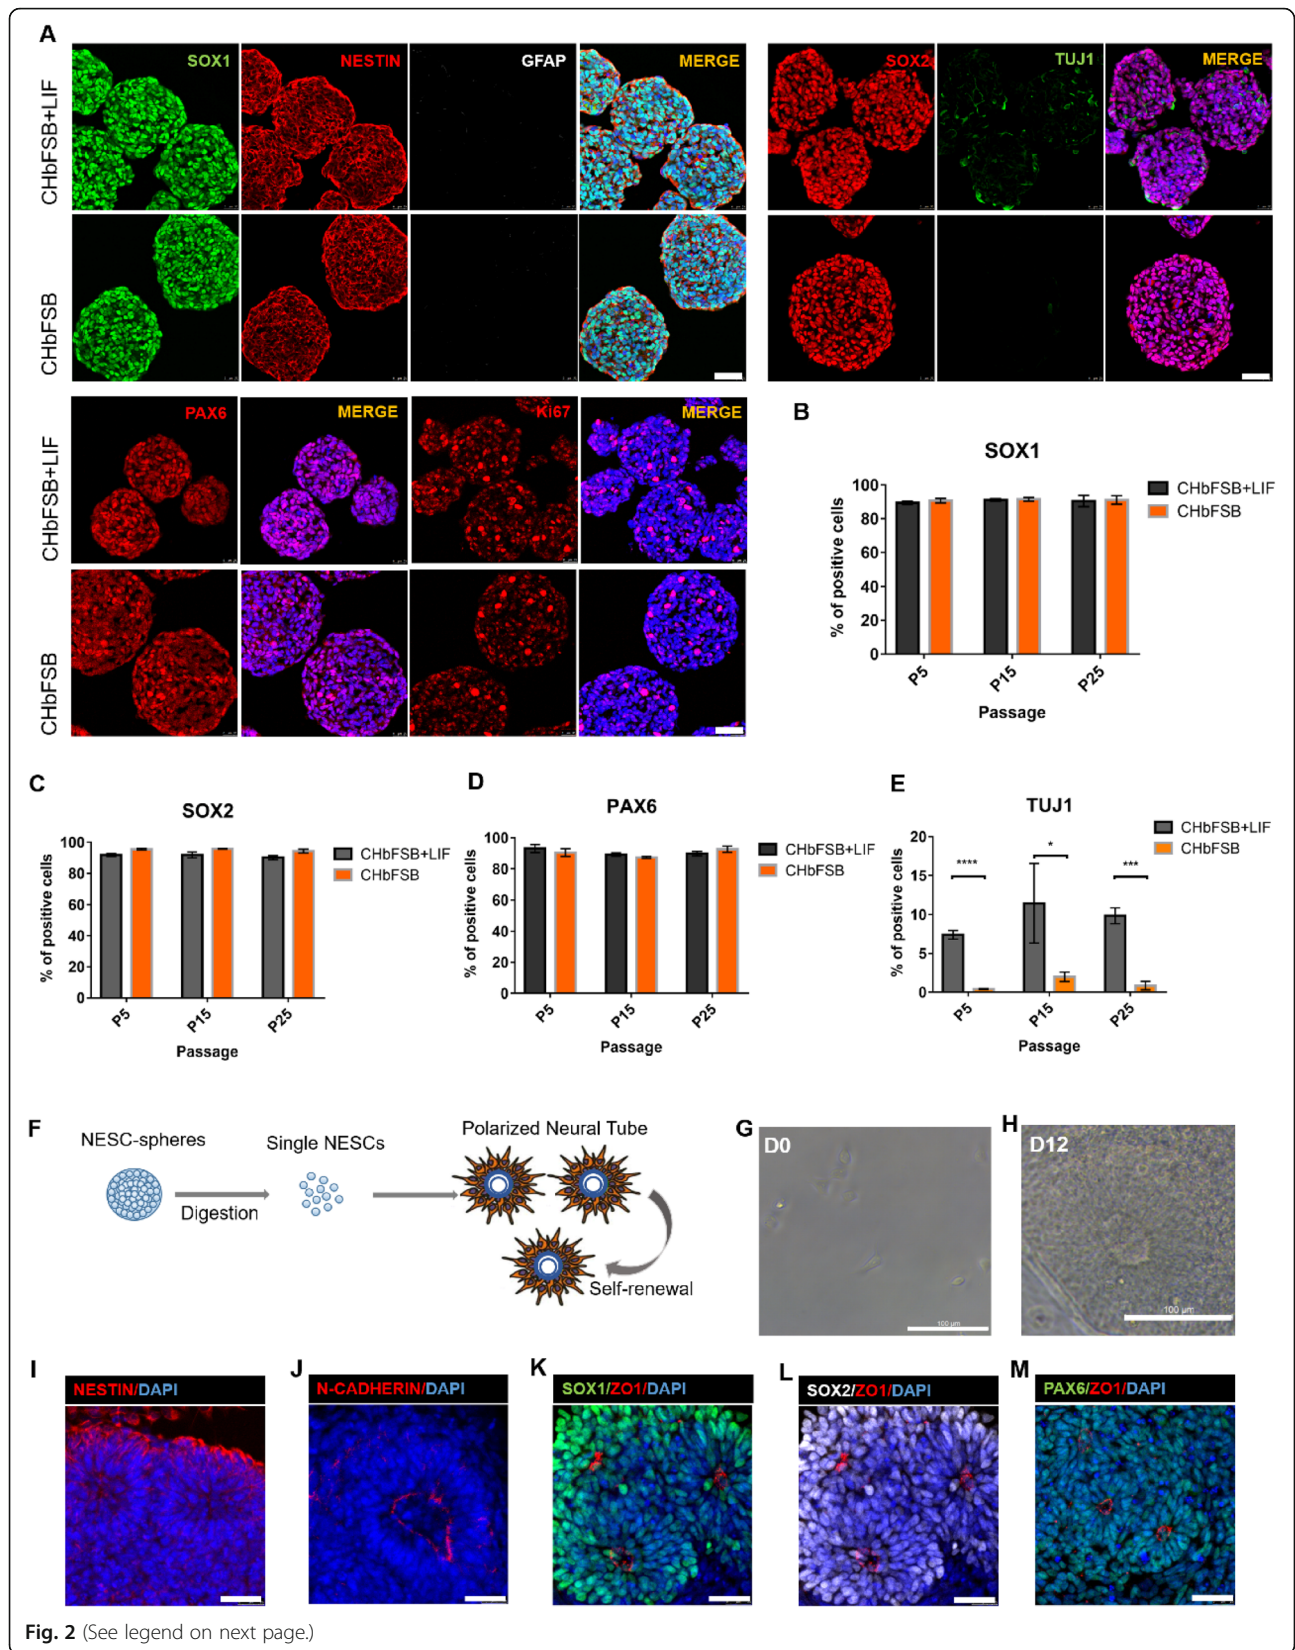 A
SOX1 NESTIN GFAP MERGE SOX2 TUJ1 MERGE
CHbFSB+LIF
CHbFSB
PAX6 MERGE Ki67 MERGE
CHbFSB+LIF
CHbFSB
B
SOX1
100
80
60
40
20
0
% of positive cells
P5 P15 P25
Passage
CHbFSB+LIF
CHbFSB
C
SOX2
100
80
60
40
20
0
% of positive cells
P5 P15 P25
Passage
CHbFSB+LIF
CHbFSB
D
PAX6
100
80
60
40
20
0
% of positive cells
P5 P15 P25
Passage
CHbFSB+LIF
CHbFSB
E
TUJ1
20
15
10
5
0
% of positive cells
**** * ***
P5 P15 P25
Passage
CHbFSB+LIF
CHbFSB
F
NESC-spheres
Digestion
Single NESCs
Polarized Neural Tube
Self-renewal
G
D0
100 µm
H
D12
100 µm
I
NESTIN/DAPI
J
N-CADHERIN/DAPI
K
SOX1/ZO1/DAPI
L
SOX2/ZO1/DAPI
M
PAX6/ZO1/DAPI
Fig. 2 (See legend on next page.)